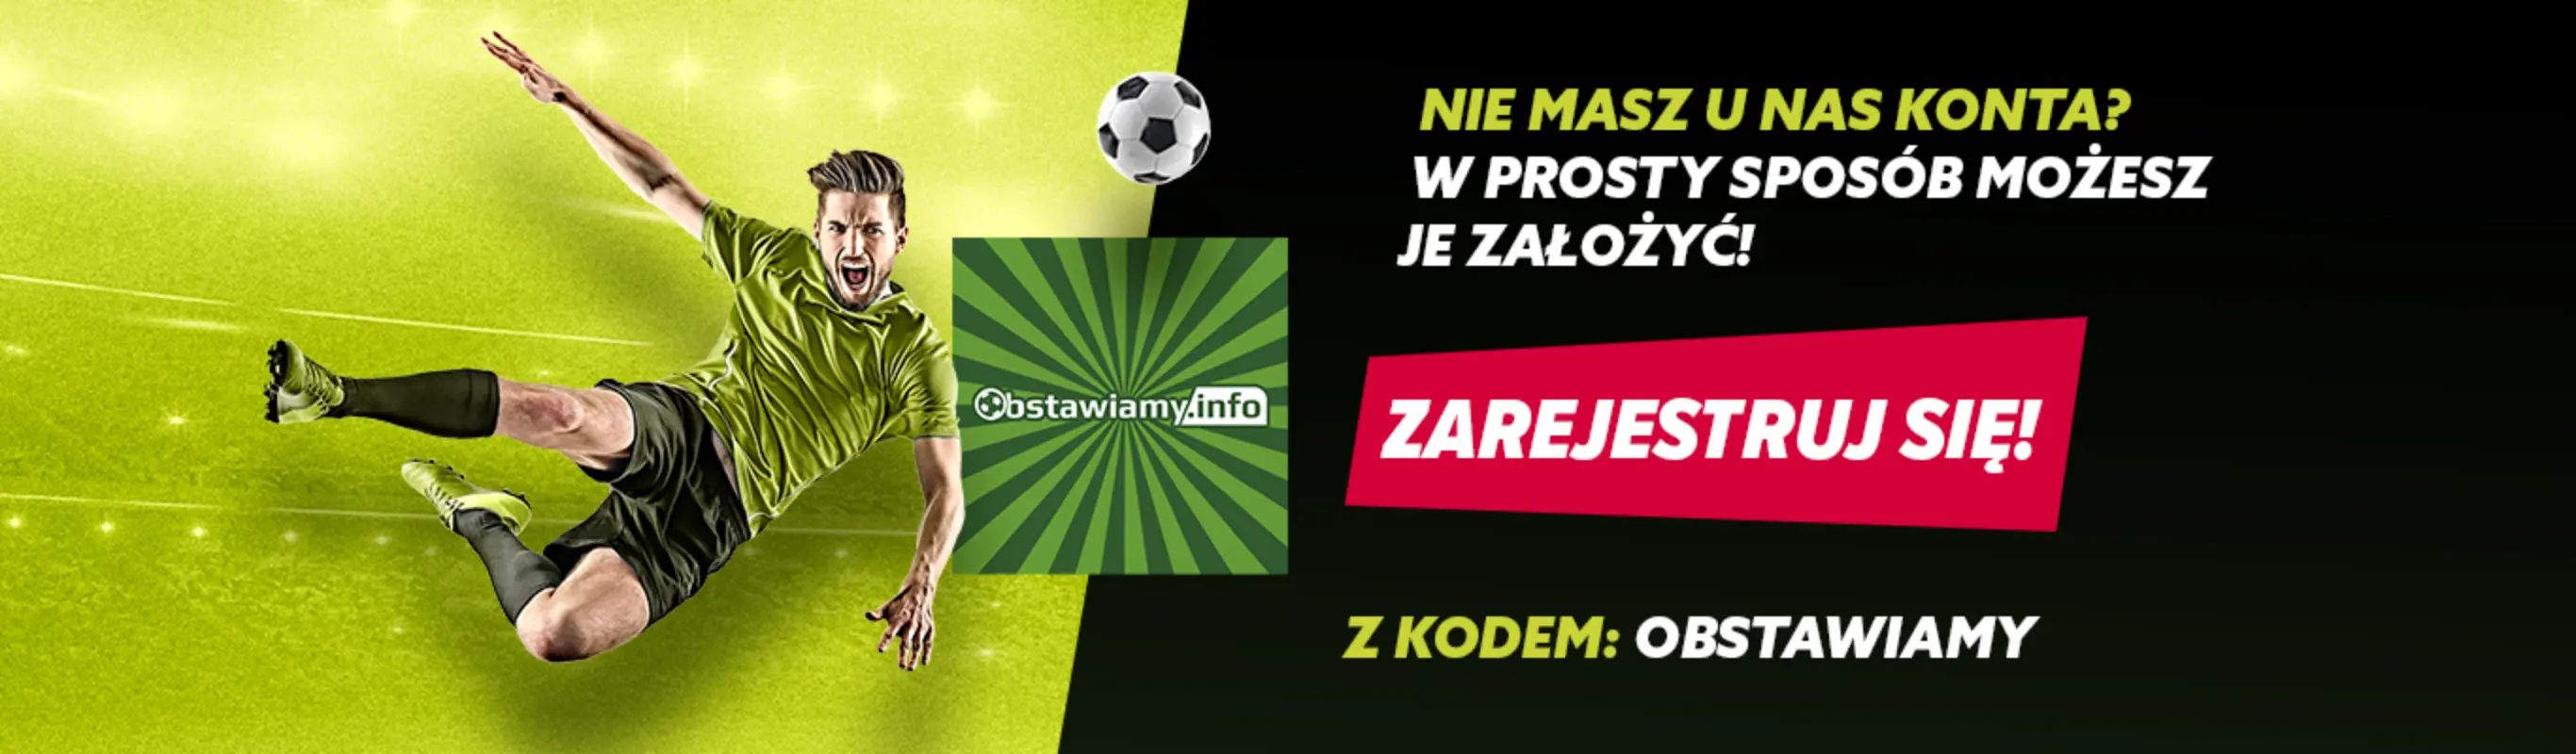 NIE MASZ U NAS KONTA?
W PROSTY SPOSÓB MOŻESZ
JE ZAŁOŻYĆ!
Obstawiamy.info
ZAREJESTRUJ SIĘ!
Z KODEM: OBSTAWIAMY